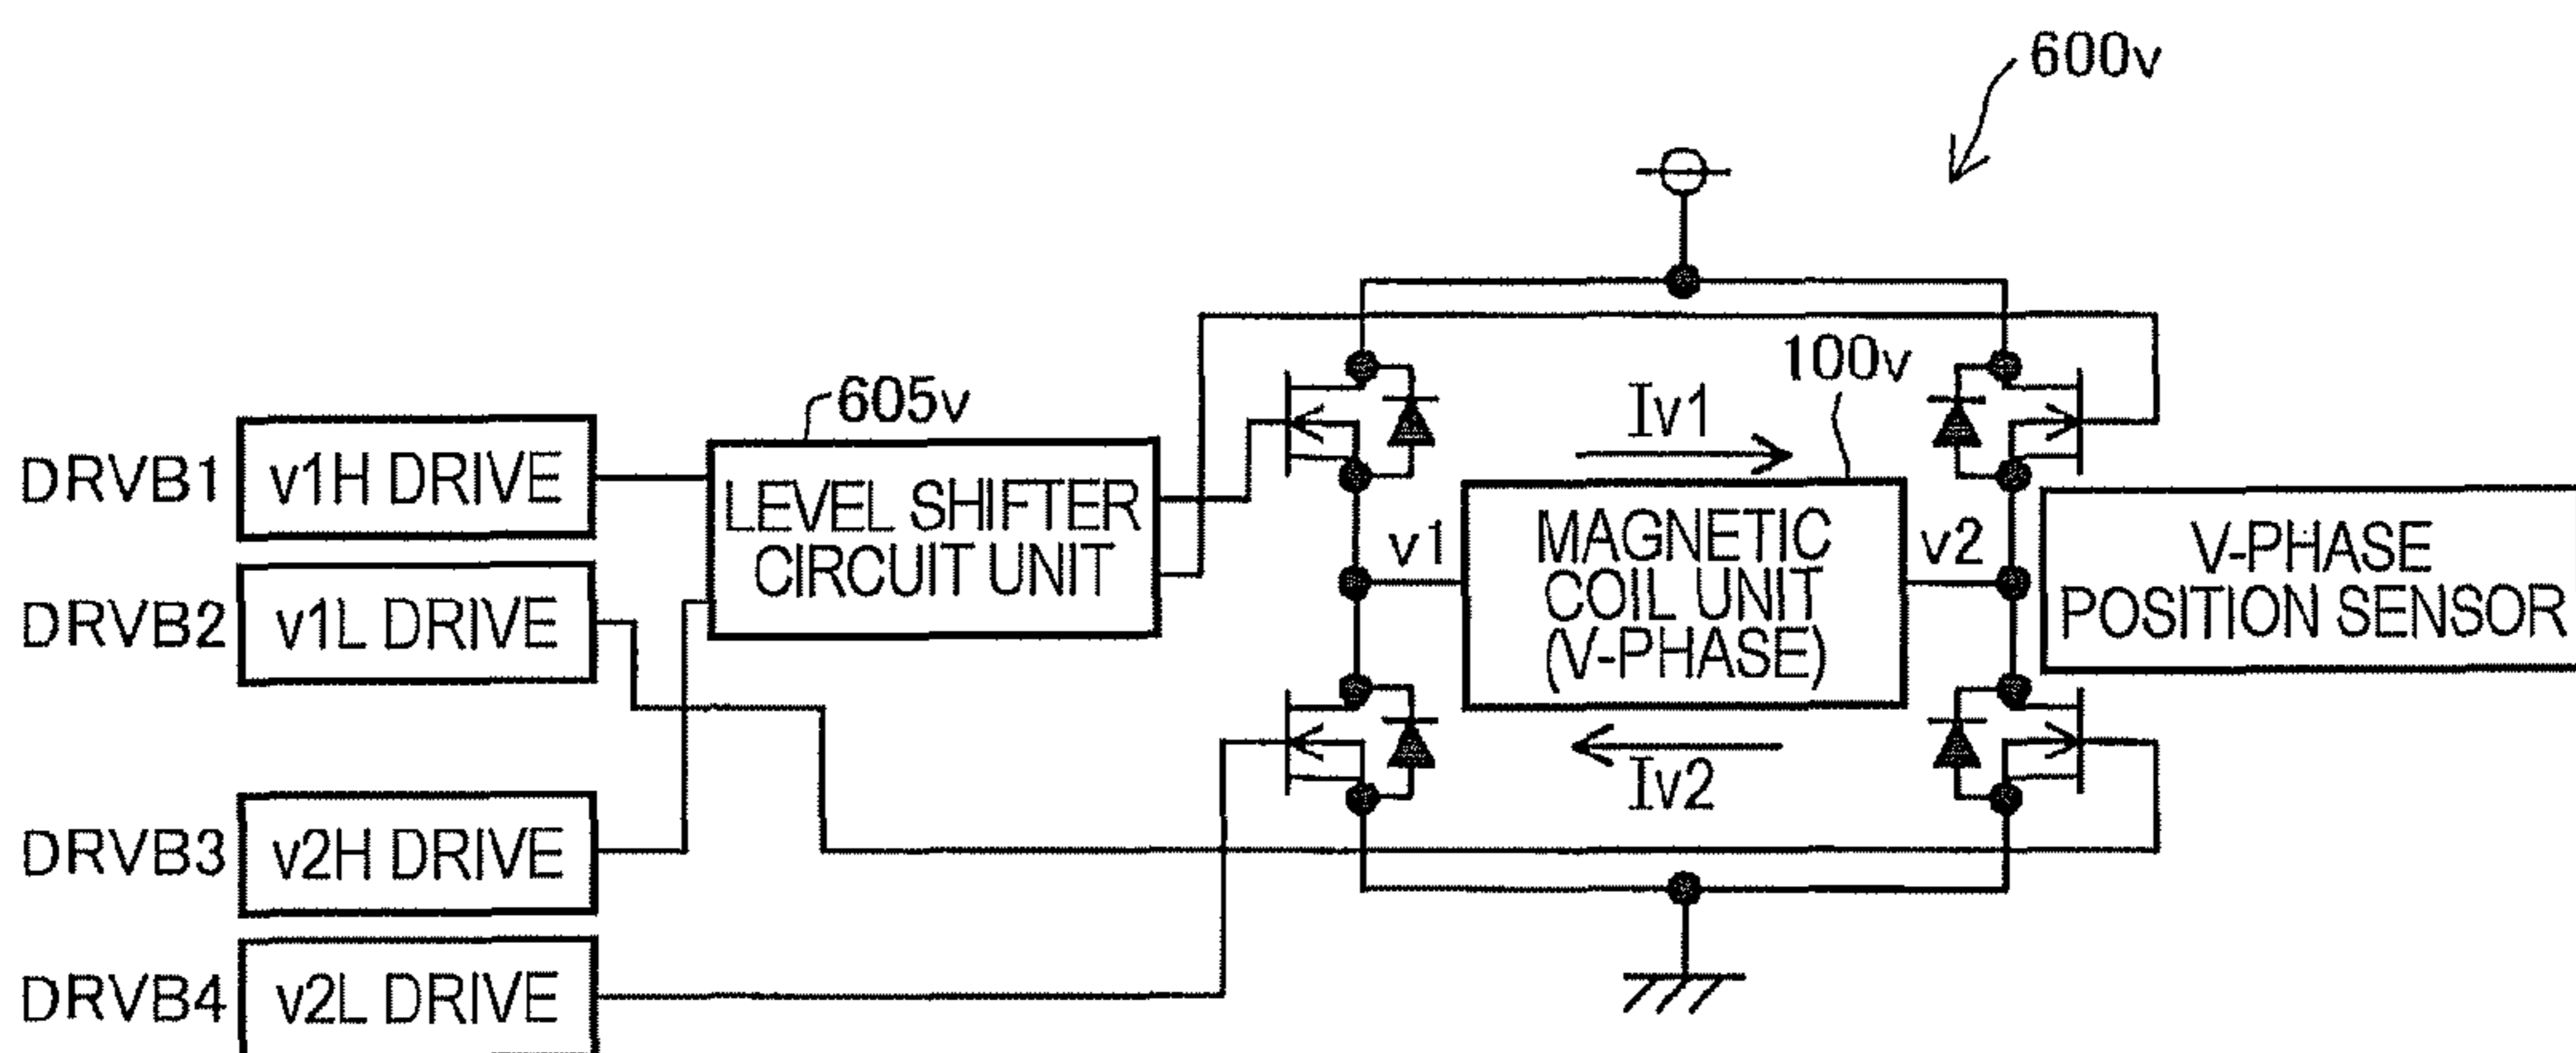 600v
605v
100v
Iv1
DRVB1
v1H DRIVE
LEVEL SHIFTER
CIRCUIT UNIT
v1
MAGNETIC
COIL UNIT
(V-PHASE)
v2
V-PHASE
POSITION SENSOR
DRVB2
v1L DRIVE
Iv2
DRVB3
v2H DRIVE
DRVB4
v2L DRIVE